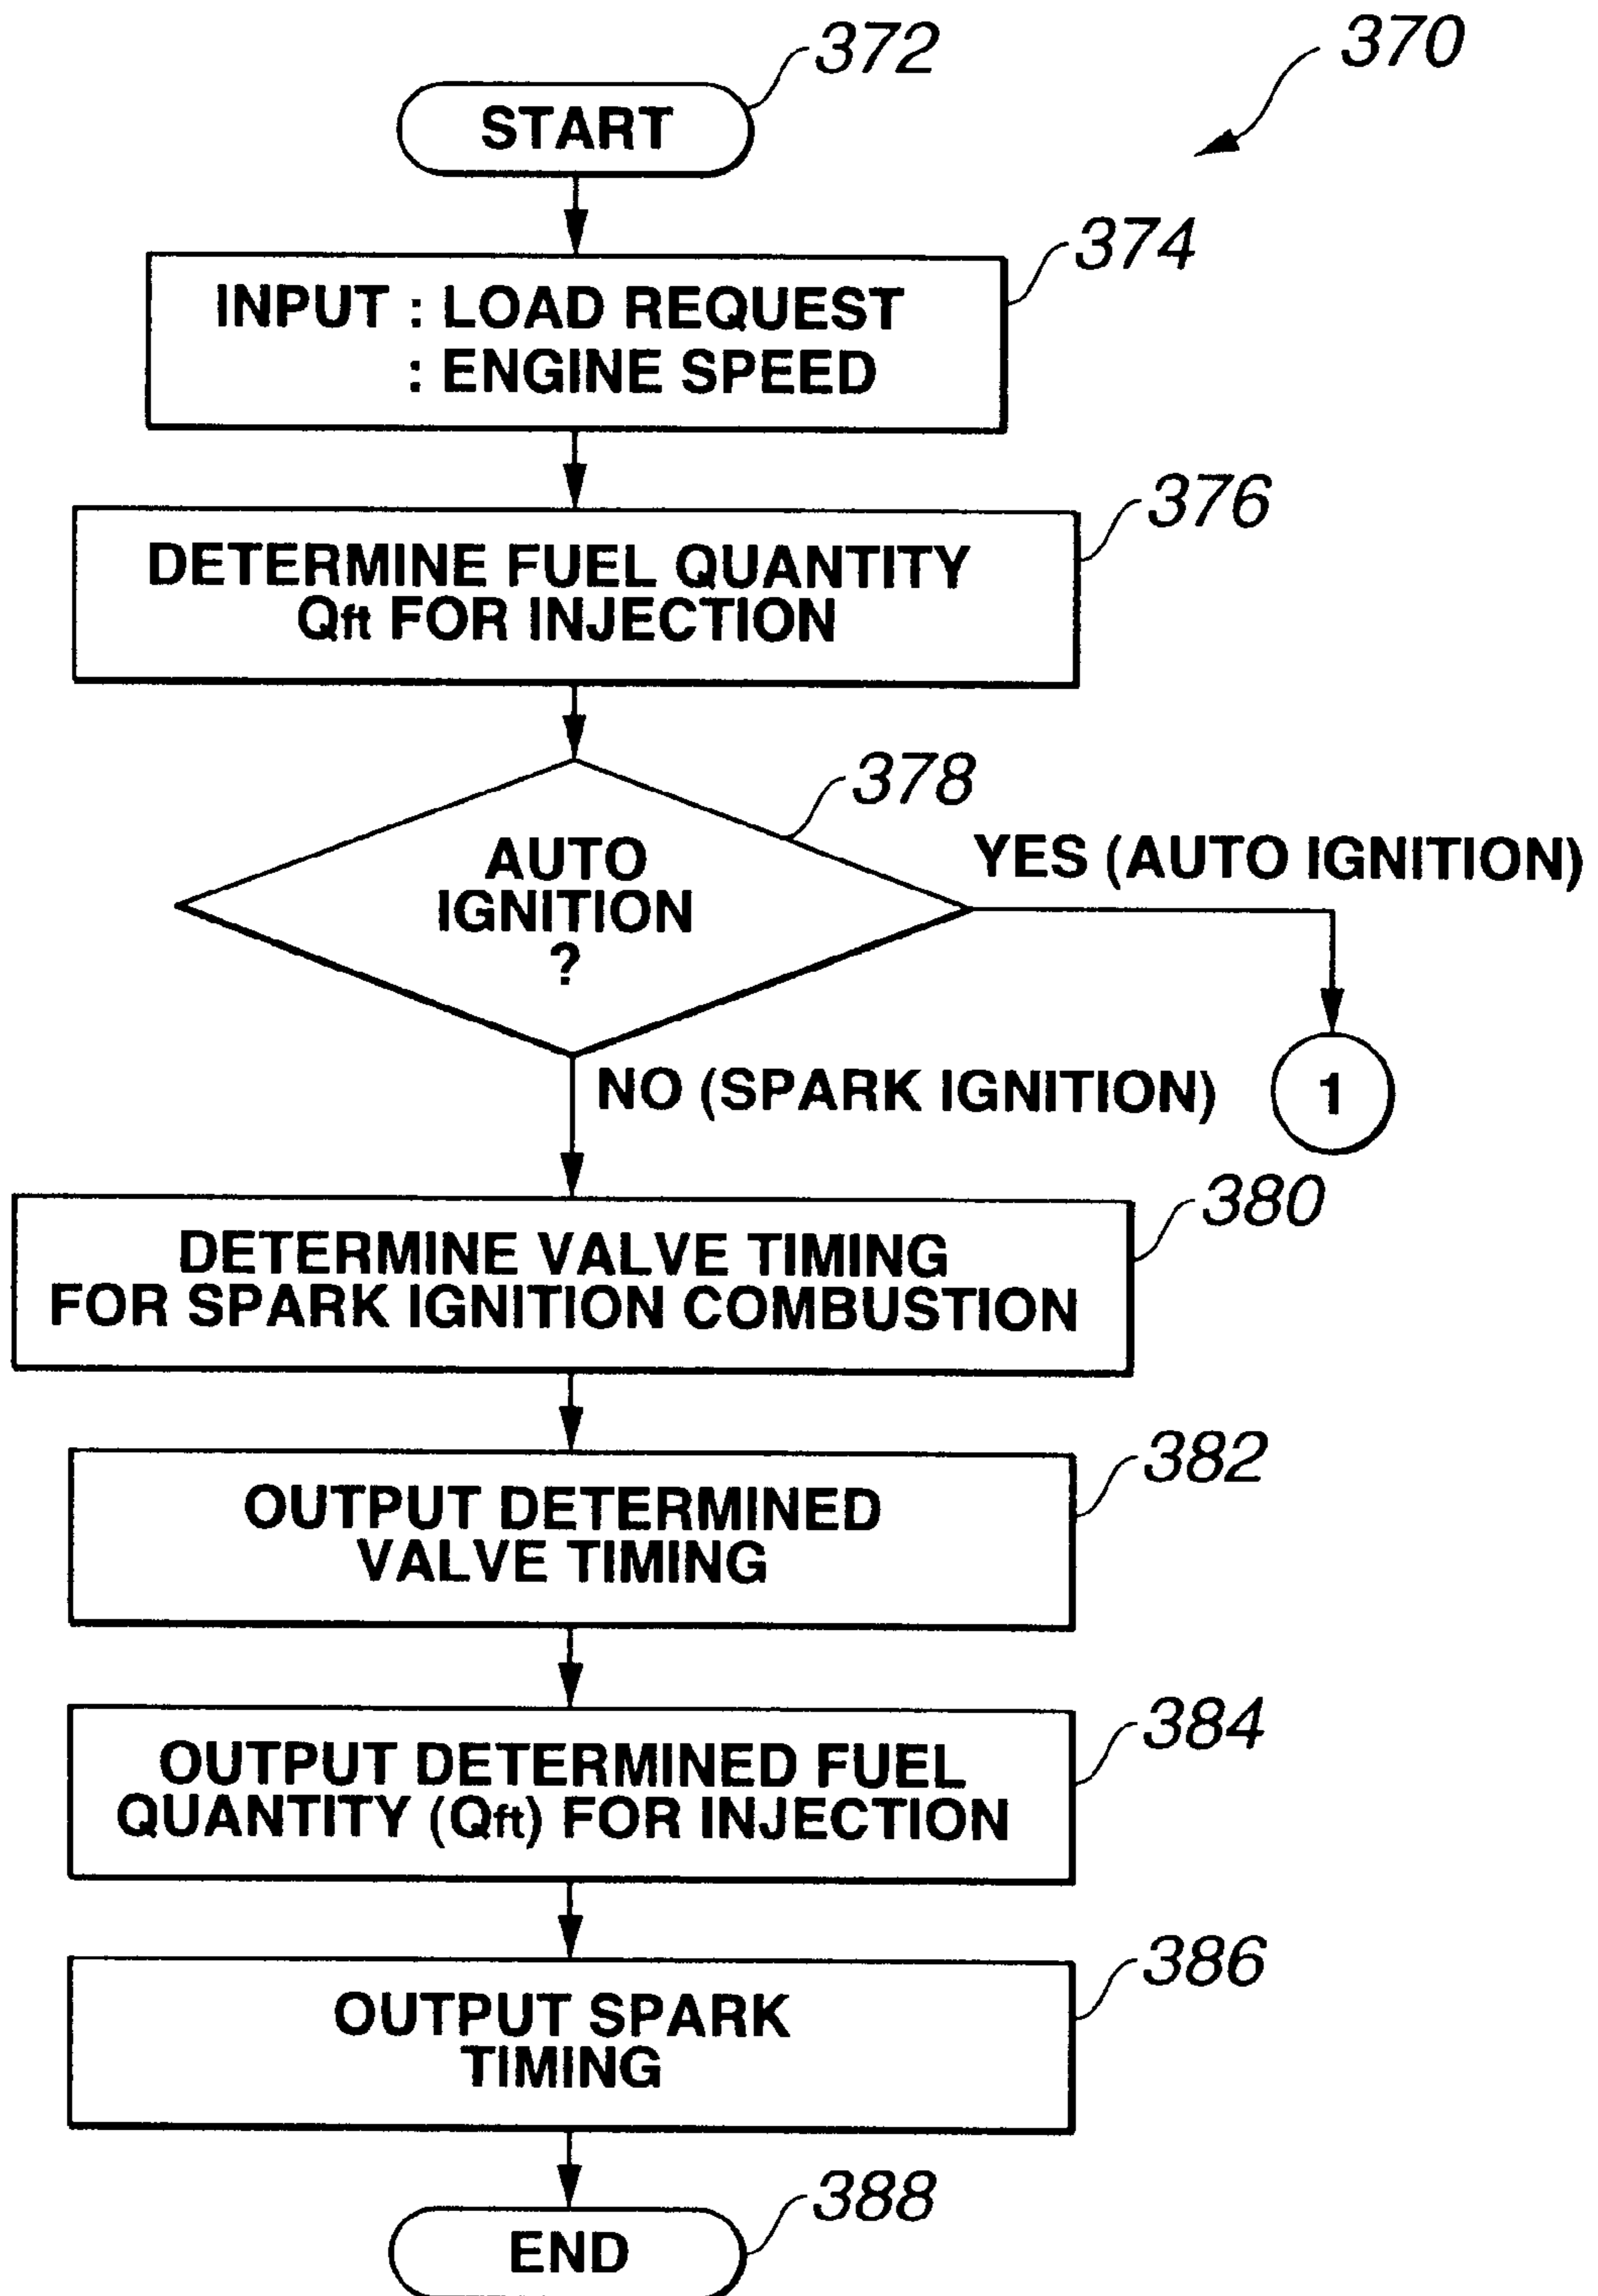 372
370
START
374
INPUT : LOAD REQUEST
: ENGINE SPEED
376
DETERMINE FUEL QUANTITY
Qft FOR INJECTION
378
AUTO
IGNITION
?
YES (AUTO IGNITION)
NO (SPARK IGNITION)
1
380
DETERMINE VALVE TIMING
FOR SPARK IGNITION COMBUSTION
382
OUTPUT DETERMINED
VALVE TIMING
384
OUTPUT DETERMINED FUEL
QUANTITY (Qft) FOR INJECTION
386
OUTPUT SPARK
TIMING
388
END